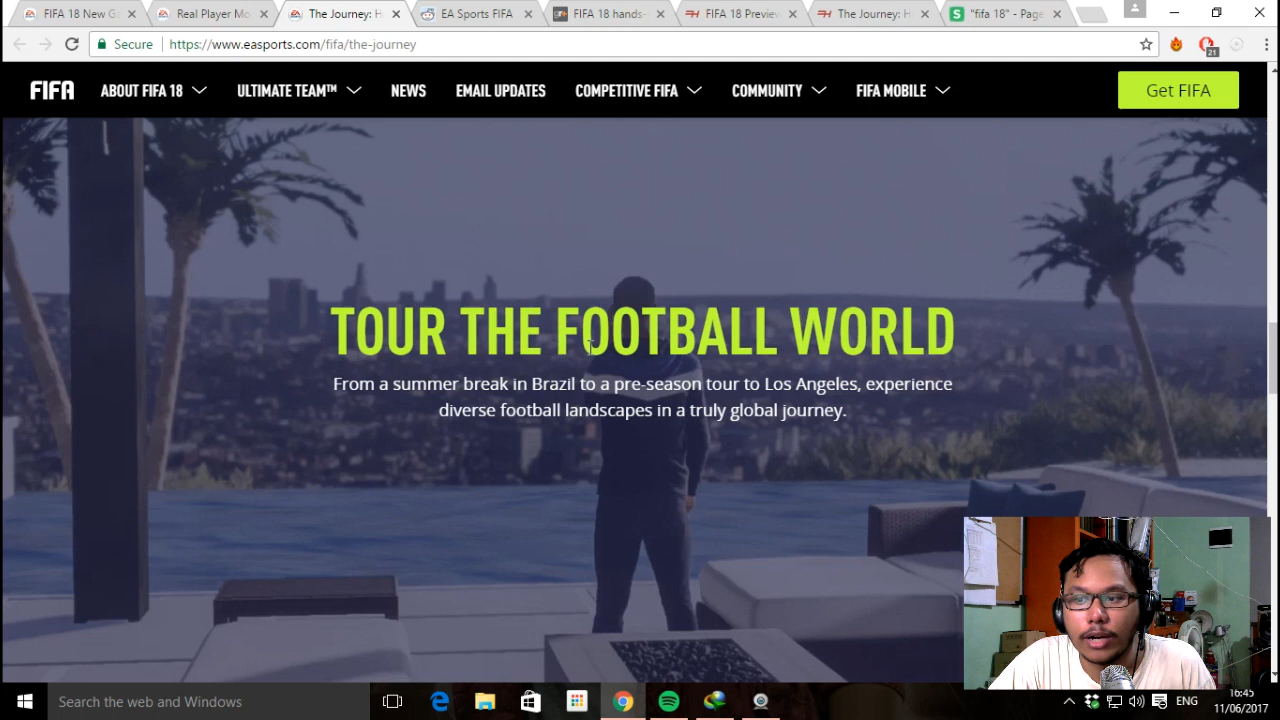 FIFA 18 New Ga
Real Player Mo
The Journey: H
EA Sports FIFA
FIFA 18 hands-
FIFA 18 Preview
The Journey: H
"fifa 18" - Page
Secure
https://www.easports.com/fifa/the-journey
21
FIFA
ABOUT FIFA 18
ULTIMATE TEAM™
NEWS
EMAIL UPDATES
COMPETITIVE FIFA
COMMUNITY
FIFA MOBILE
Get FIFA
TOUR THE FOOTBALL WORLD
From a summer break in Brazil to a pre-season tour to Los Angeles, experience
diverse football landscapes in a truly global journey.
Search the web and Windows
ENG
16:45
11/06/2017